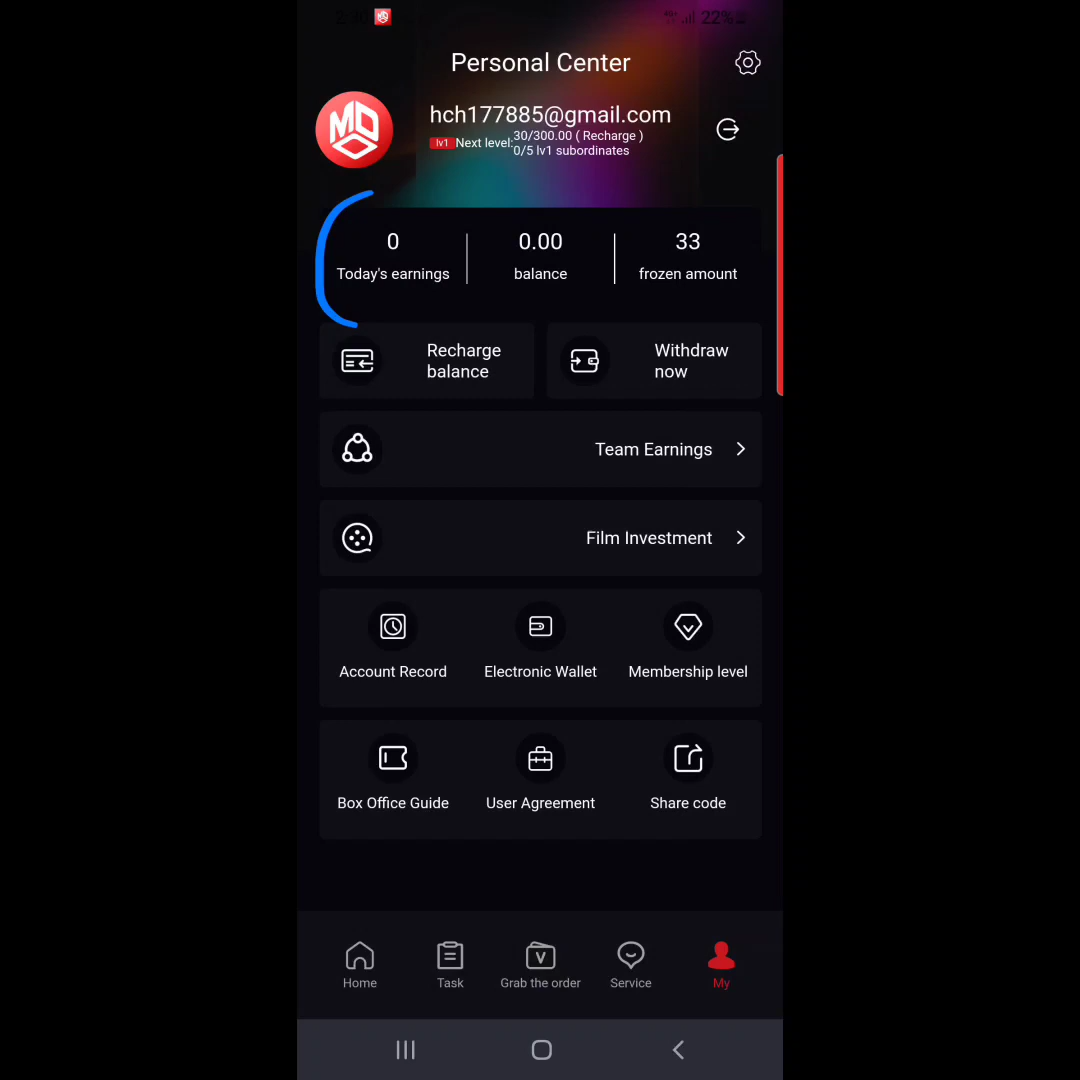 22%
Personal Center
MDO
hch177885@gmail.com
lv1 Next level: 30/300.00 ( Recharge )
0/5 lv1 subordinates
0 0.00 33
Today's earnings balance frozen amount
Recharge balance
Withdraw now
Team Earnings
Film Investment
Account Record Electronic Wallet Membership level
Box Office Guide User Agreement Share code
Home Task Grab the order Service My